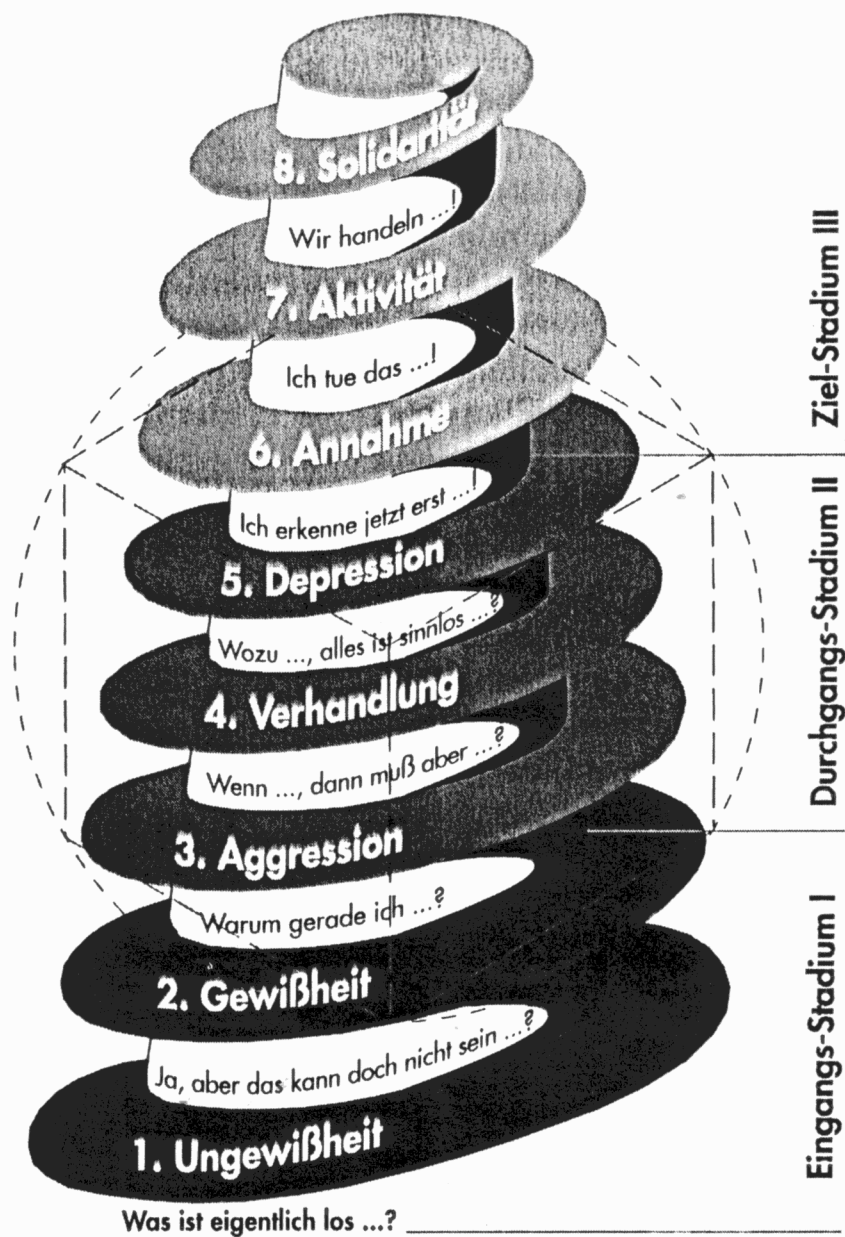 8. Solidarität
Wir handeln ...!
7. Aktivität
Ich tue das ...!
6. Annahme
Ich erkenne jetzt erst ...!
5. Depression
Wozu ..., alles ist sinnlos ...?
4. Verhandlung
Wenn ..., dann muß aber ...?
3. Aggression
Warum gerade ich ...?
2. Gewißheit
Ja, aber das kann doch nicht sein ...?
1. Ungewißheit
Was ist eigentlich los ...?
Ziel-Stadium III
Durchgangs-Stadium II
Eingangs-Stadium I